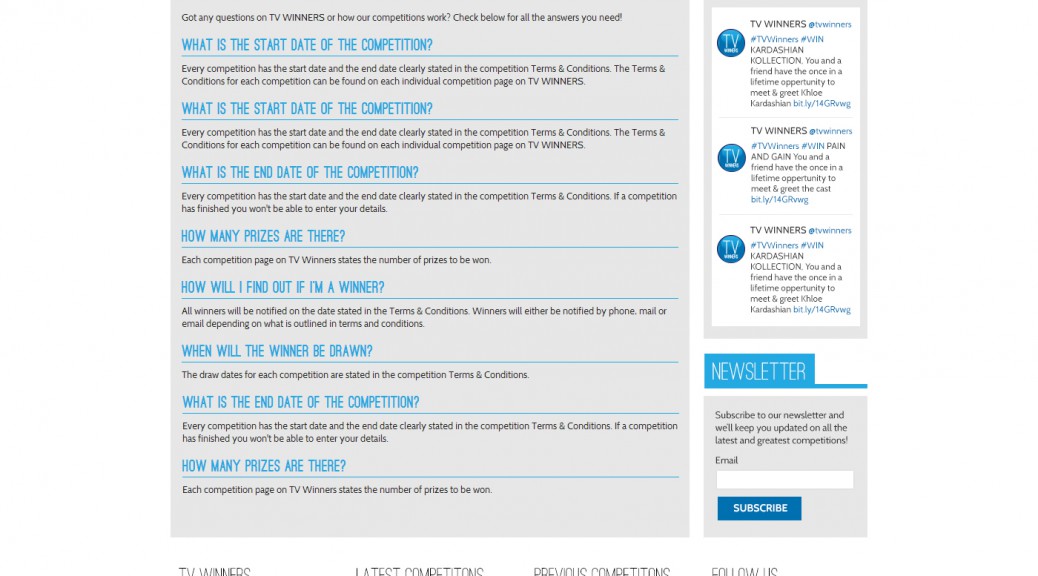 Got any questions on TV WINNERS or how our competitions work? Check below for all the answers you need!
WHAT IS THE START DATE OF THE COMPETITION?
Every competition has the start date and the end date clearly stated in the competition Terms & Conditions. The Terms &
Conditions for each competition can be found on each individual competition page on TV WINNERS.
WHAT IS THE START DATE OF THE COMPETITION?
Every competition has the start date and the end date clearly stated in the competition Terms & Conditions. The Terms &
Conditions for each competition can be found on each individual competition page on TV WINNERS.
WHAT IS THE END DATE OF THE COMPETITION?
Every competition has the start date and the end date clearly stated in the competition Terms & Conditions. If a competition
has finished you won't be able to enter your details.
HOW MANY PRIZES ARE THERE?
Each competition page on TV Winners states the number of prizes to be won.
HOW WILL I FIND OUT IF I'M A WINNER?
All winners will be notified on the date stated in the Terms & Conditions. Winners will either be notified by phone, mail or
email depending on what is outlined in terms and conditions.
WHEN WILL THE WINNER BE DRAWN?
The draw dates for each competition are stated in the competition Terms & Conditions.
WHAT IS THE END DATE OF THE COMPETITION?
Every competition has the start date and the end date clearly stated in the competition Terms & Conditions. If a competition
has finished you won't be able to enter your details.
HOW MANY PRIZES ARE THERE?
Each competition page on TV Winners states the number of prizes to be won.
TV WINNERS @tvwinners
TV
WINNERS
#TVWinners #WIN
KARDASHIAN
KOLLECTION, You and a
friend have the once in a
lifetime oppertunity to
meet & greet Khloe
Kardashian bit.ly/14GRvwg
TV WINNERS @tvwinners
TV
WINNERS
#TVWinners #WIN PAIN
AND GAIN You and a
friend have the once in a
lifetime oppertunity to
meet & greet the cast
bit.ly/14GRvwg
TV WINNERS @tvwinners
TV
WINNERS
#TVWinners #WIN
KARDASHIAN
KOLLECTION, You and a
friend have the once in a
lifetime oppertunity to
meet & greet Khloe
Kardashian bit.ly/14GRvwg
NEWSLETTER
Subscribe to our newsletter and
we'll keep you updated on all the
latest and greatest competitions!
Email
SUBSCRIBE
TV WINNERS
LATEST COMPETITONS
PREVIOUS COMPETITONS
FOLLOW US